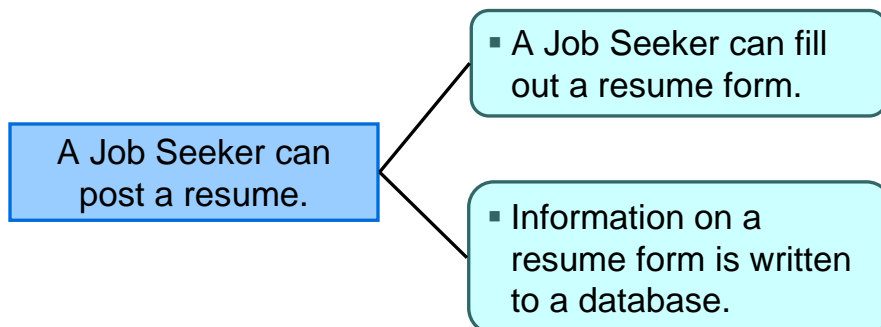 ▪ A Job Seeker can fill
out a resume form.
A Job Seeker can
post a resume.
▪ Information on a
resume form is written
to a database.